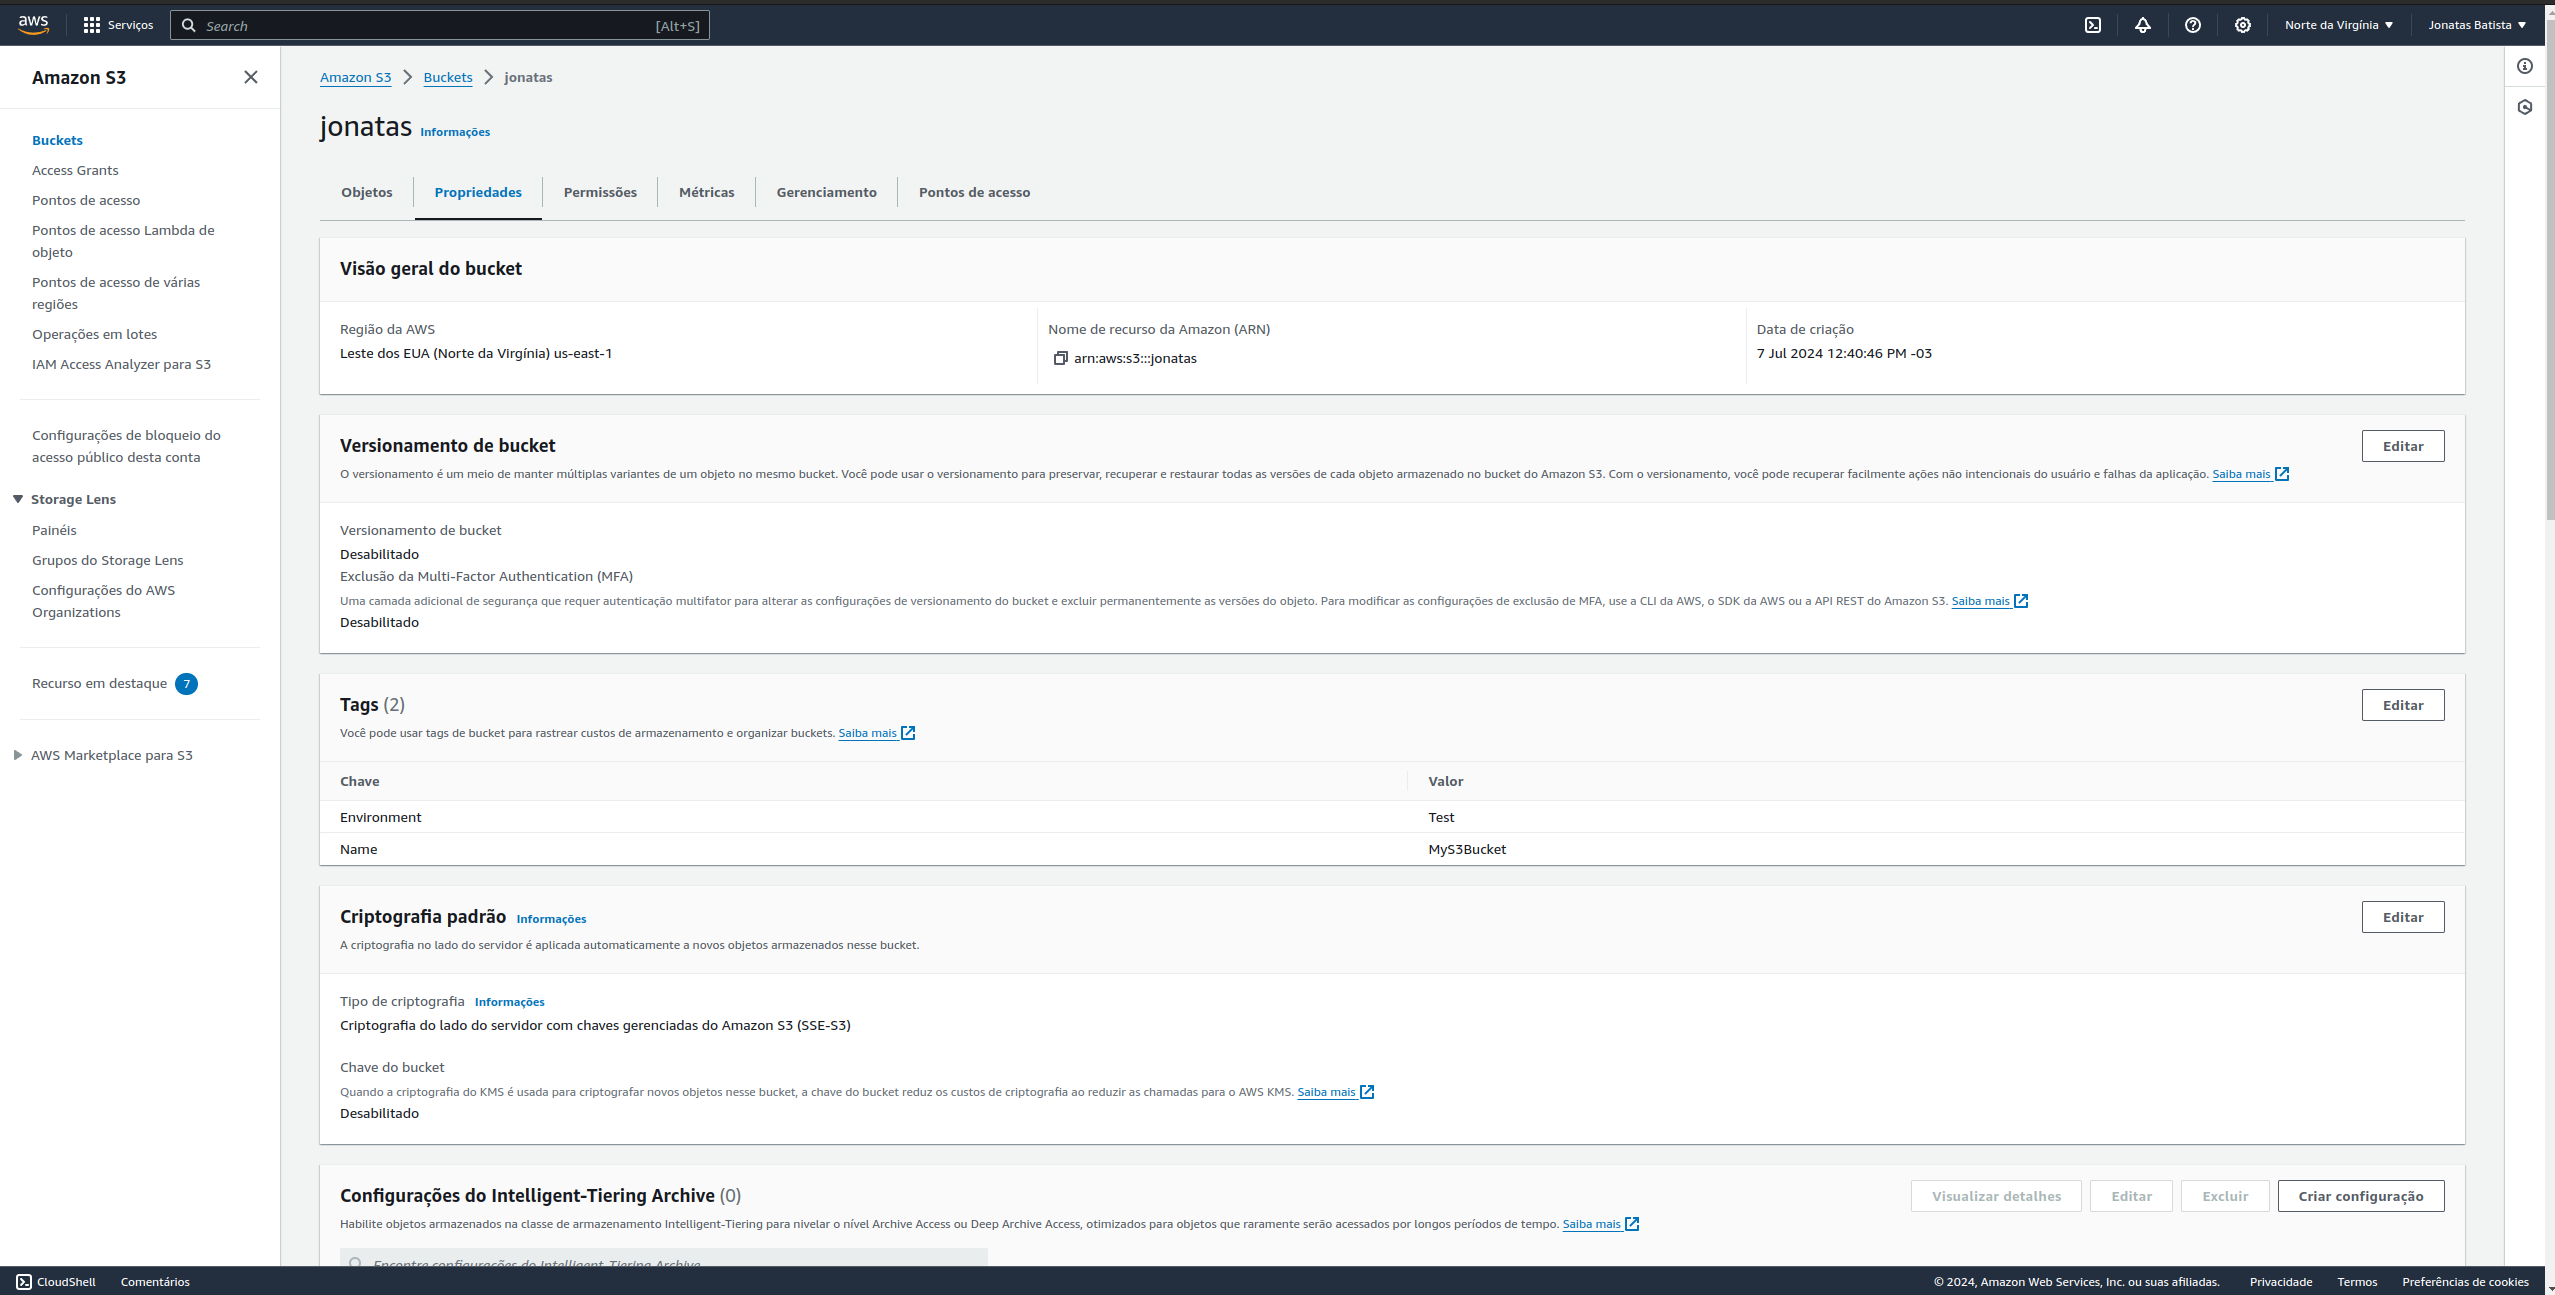 aws
Serviços
Search
[Alt+S]
Norte da Virgínia
Jonatas Batista
Amazon S3
Buckets
Access Grants
Pontos de acesso
Pontos de acesso Lambda de
objeto
Pontos de acesso de várias
regiões
Operações em lotes
IAM Access Analyzer para S3
Configurações de bloqueio do
acesso público desta conta
Storage Lens
Painéis
Grupos do Storage Lens
Configurações do AWS
Organizations
Recurso em destaque 7
AWS Marketplace para S3
Amazon S3 > Buckets > jonatas
jonatas Informações
Objetos
Propriedades
Permissões
Métricas
Gerenciamento
Pontos de acesso
Visão geral do bucket
Região da AWS
Leste dos EUA (Norte da Virgínia) us-east-1
Nome de recurso da Amazon (ARN)
arn:aws:s3:::jonatas
Data de criação
7 Jul 2024 12:40:46 PM -03
Versionamento de bucket
Editar
O versionamento é um meio de manter múltiplas variantes de um objeto no mesmo bucket. Você pode usar o versionamento para preservar, recuperar e restaurar todas as versões de cada objeto armazenado no bucket do Amazon S3. Com o versionamento, você pode recuperar facilmente ações não intencionais do usuário e falhas da aplicação. Saiba mais
Versionamento de bucket
Desabilitado
Exclusão da Multi-Factor Authentication (MFA)
Uma camada adicional de segurança que requer autenticação multifator para alterar as configurações de versionamento do bucket e excluir permanentemente as versões do objeto. Para modificar as configurações de exclusão de MFA, use a CLI da AWS, o SDK da AWS ou a API REST do Amazon S3. Saiba mais
Desabilitado
Tags (2)
Editar
Você pode usar tags de bucket para rastrear custos de armazenamento e organizar buckets. Saiba mais
Chave Valor
Environment Test
Name MyS3Bucket
Criptografia padrão Informações
Editar
A criptografia no lado do servidor é aplicada automaticamente a novos objetos armazenados nesse bucket.
Tipo de criptografia Informações
Criptografia do lado do servidor com chaves gerenciadas do Amazon S3 (SSE-S3)
Chave do bucket
Quando a criptografia do KMS é usada para criptografar novos objetos nesse bucket, a chave do bucket reduz os custos de criptografia ao reduzir as chamadas para o AWS KMS. Saiba mais
Desabilitado
Configurações do Intelligent-Tiering Archive (0)
Visualizar detalhes
Editar
Excluir
Criar configuração
Habilite objetos armazenados na classe de armazenamento Intelligent-Tiering para nivelar o nível Archive Access ou Deep Archive Access, otimizados para objetos que raramente serão acessados por longos períodos de tempo. Saiba mais
Encontre configurações do Intelligent-Tiering Archive
CloudShell
Comentários
© 2024, Amazon Web Services, Inc. ou suas afiliadas.
Privacidade
Termos
Preferências de cookies